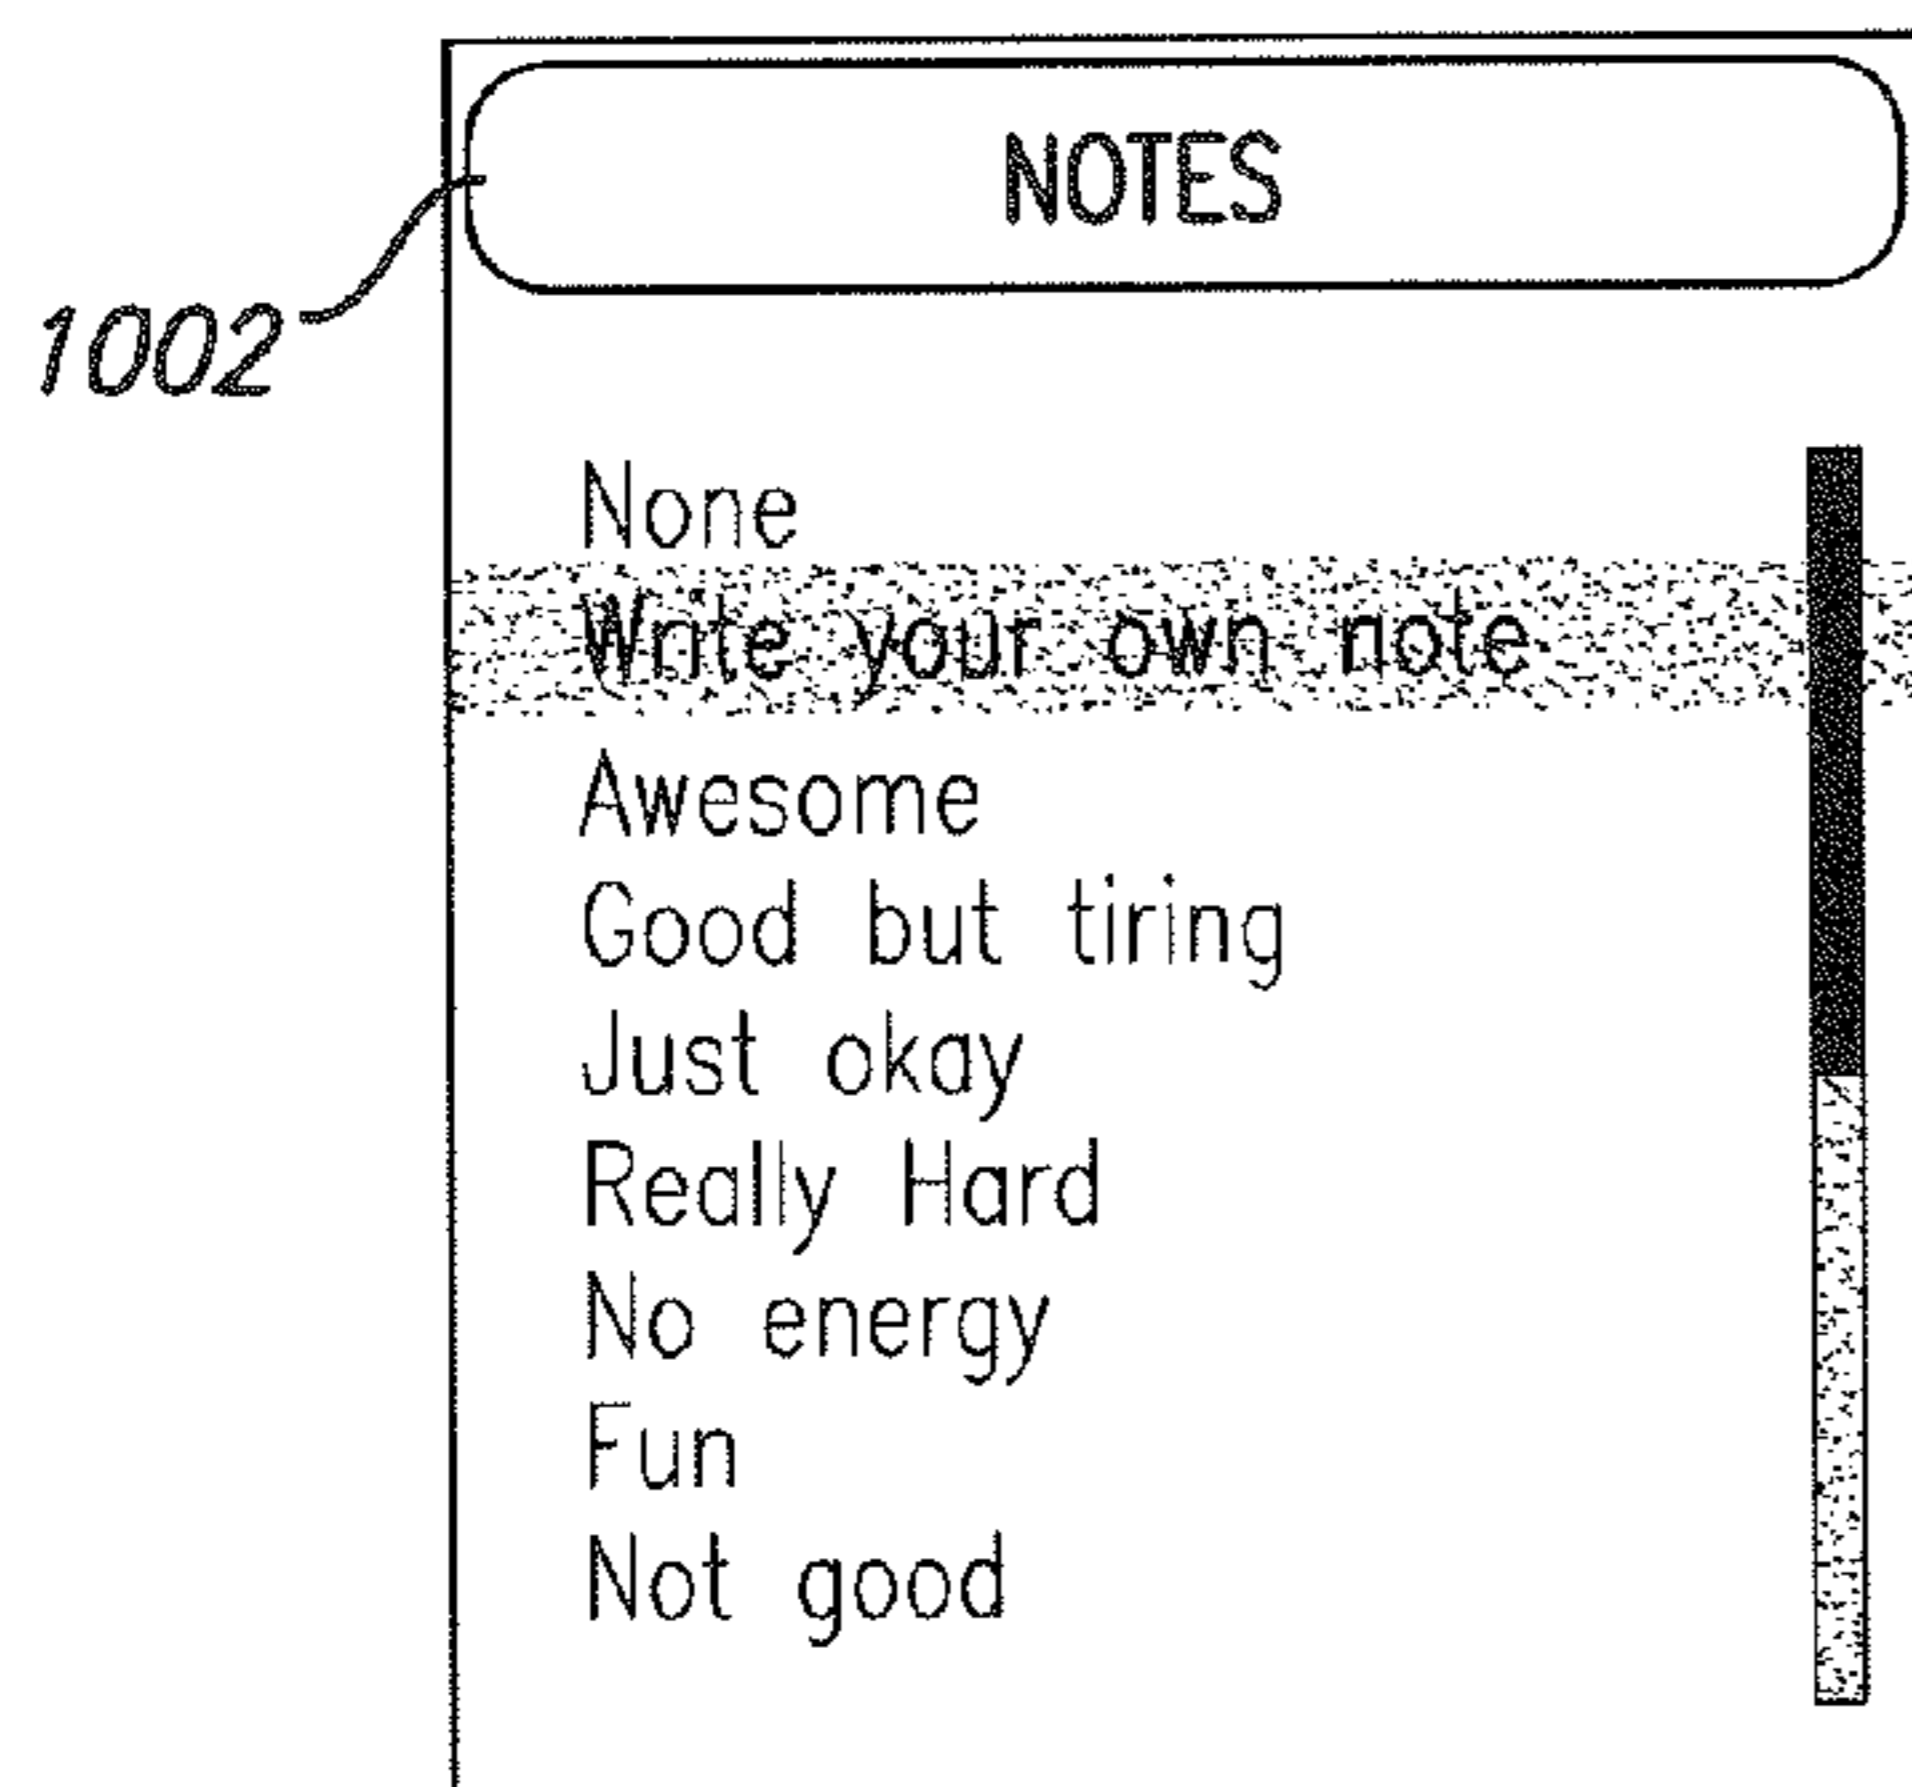 NOTES
1002
None
Write your own note
Awesome
Good but tiring
Just okay
Really Hard
No energy
Fun
Not good